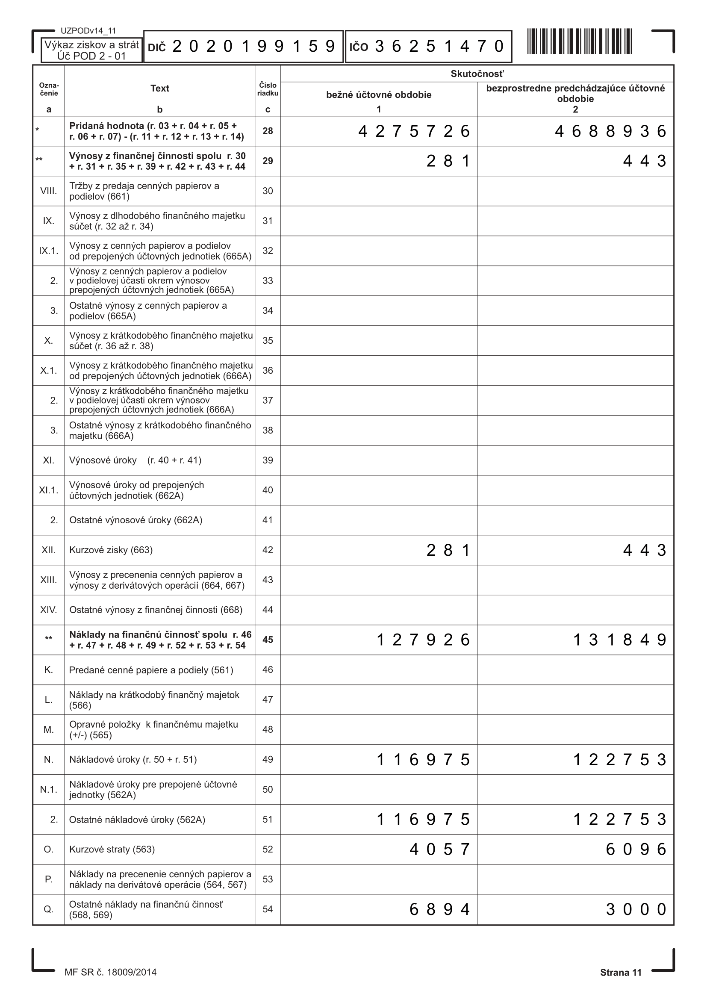 UZPODv14_11
Výkaz ziskov a strát
Úč POD 2 - 01
DIČ 2 0 2 0 1 9 9 1 5 9
IČO 3 6 2 5 1 4 7 0
Ozna-
čenie
a
Text
b
Číslo
riadku
c
Skutočnosť
bežné účtovné obdobie
1
bezprostredne predchádzajúce účtovné
obdobie
2
*
Pridaná hodnota (r. 03 + r. 04 + r. 05 +
r. 06 + r. 07) - (r. 11 + r. 12 + r. 13 + r. 14)
28
4 2 7 5 7 2 6
4 6 8 8 9 3 6
**
Výnosy z finančnej činnosti spolu r. 30
+ r. 31 + r. 35 + r. 39 + r. 42 + r. 43 + r. 44
29
2 8 1
4 4 3
VIII.
Tržby z predaja cenných papierov a
podielov (661)
30
IX.
Výnosy z dlhodobého finančného majetku
súčet (r. 32 až r. 34)
31
IX.1.
Výnosy z cenných papierov a podielov
od prepojených účtovných jednotiek (665A)
32
2.
Výnosy z cenných papierov a podielov
v podielovej účasti okrem výnosov
prepojených účtovných jednotiek (665A)
33
3.
Ostatné výnosy z cenných papierov a
podielov (665A)
34
X.
Výnosy z krátkodobého finančného majetku
súčet (r. 36 až r. 38)
35
X.1.
Výnosy z krátkodobého finančného majetku
od prepojených účtovných jednotiek (666A)
36
2.
Výnosy z krátkodobého finančného majetku
v podielovej účasti okrem výnosov
prepojených účtovných jednotiek (666A)
37
3.
Ostatné výnosy z krátkodobého finančného
majetku (666A)
38
XI.
Výnosové úroky (r. 40 + r. 41)
39
XI.1.
Výnosové úroky od prepojených
účtovných jednotiek (662A)
40
2.
Ostatné výnosové úroky (662A)
41
XII.
Kurzové zisky (663)
42
2 8 1
4 4 3
XIII.
Výnosy z precenenia cenných papierov a
výnosy z derivátových operácií (664, 667)
43
XIV.
Ostatné výnosy z finančnej činnosti (668)
44
**
Náklady na finančnú činnosť spolu r. 46
+ r. 47 + r. 48 + r. 49 + r. 52 + r. 53 + r. 54
45
1 2 7 9 2 6
1 3 1 8 4 9
K.
Predané cenné papiere a podiely (561)
46
L.
Náklady na krátkodobý finančný majetok
(566)
47
M.
Opravné položky k finančnému majetku
(+/-) (565)
48
N.
Nákladové úroky (r. 50 + r. 51)
49
1 1 6 9 7 5
1 2 2 7 5 3
N.1.
Nákladové úroky pre prepojené účtovné
jednotky (562A)
50
2.
Ostatné nákladové úroky (562A)
51
1 1 6 9 7 5
1 2 2 7 5 3
O.
Kurzové straty (563)
52
4 0 5 7
6 0 9 6
P.
Náklady na precenenie cenných papierov a
náklady na derivátové operácie (564, 567)
53
Q.
Ostatné náklady na finančnú činnosť
(568, 569)
54
6 8 9 4
3 0 0 0
MF SR č. 18009/2014
Strana 11